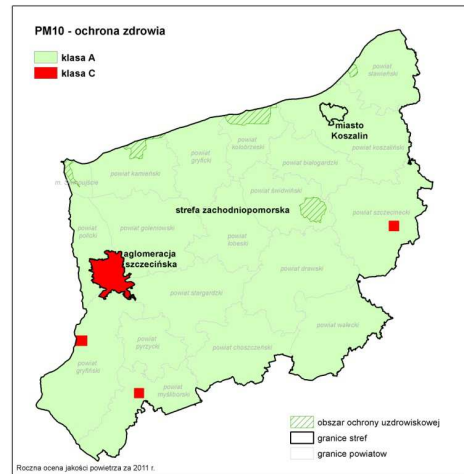 PM10 - ochrona zdrowia
klasa A
klasa C
powiat sławieński
miasto
Koszalin
powiat kołobrzeski
powiat koszaliński
powiat gryficki
powiat białogardzki
m. Świnoujście
powiat kamieński
powiat świdwiński
strefa zachodniopomorska
powiat szczecinecki
powiat policki
powiat goleniowski
powiat łobeski
aglomeracja
szczecińska
powiat drawski
powiat stargardzki
powiat wałecki
powiat pyrzycki
powiat choszczeński
powiat gryfiński
powiat myśliborski
obszar ochrony uzdrowiskowej
granice stref
granice powiatow
Roczna ocena jakości powietrza za 2011 r.